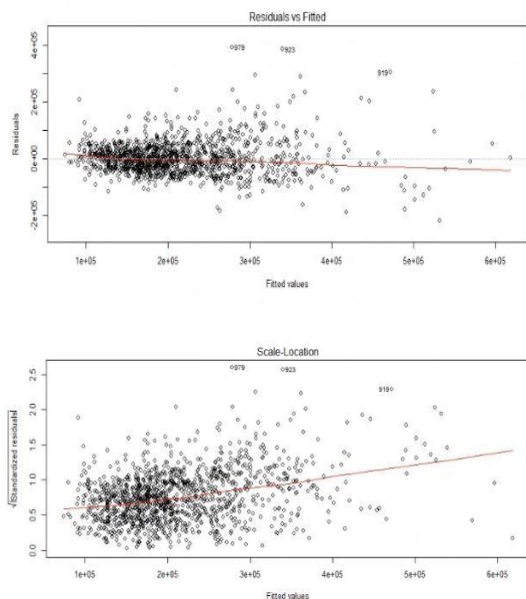 Residuals vs Fitted
4e+05
2e+05
0e+00
-2e+05
Residuals
979
923
919
1e+05 2e+05 3e+05 4e+05 5e+05 6e+05
Fitted values
Scale-Location
2.5
2.0
1.5
1.0
0.5
0.0
√|Standardized residuals|
979
923
919
1e+05 2e+05 3e+05 4e+05 5e+05 6e+05
Fitted values